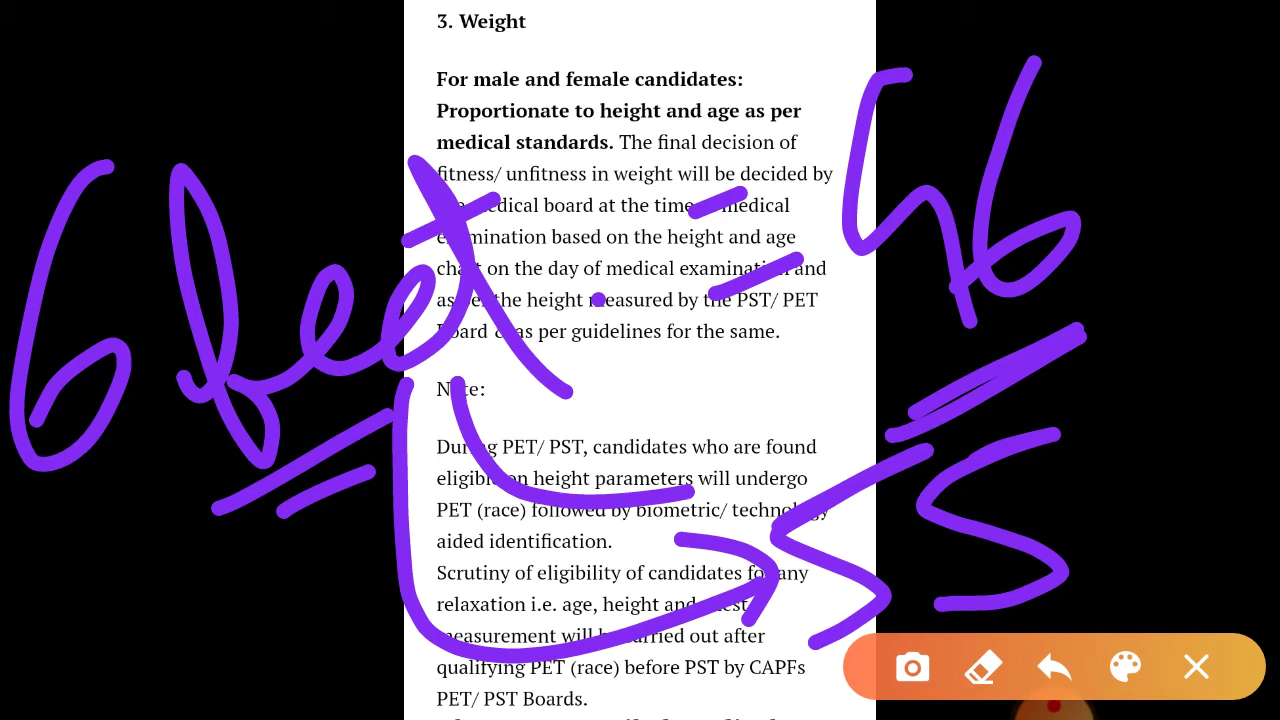 3. Weight
For male and female candidates:
Proportionate to height and age as per
medical standards. The final decision of
fitness/ unfitness in weight will be decided by
medical board at the time medical
examination based on the height and age
chart on the day of medical examination and
as per the height measured by the PST/ PET
Board & as per guidelines for the same.
6 feet = 46
Note:
During PET/ PST, candidates who are found
eligible on height parameters will undergo
PET (race) followed by biometric/ technology
aided identification.
55
Scrutiny of eligibility of candidates for any
relaxation i.e. age, height and chest
measurement will be carried out after
qualifying PET (race) before PST by CAPFs
PET/ PST Boards.